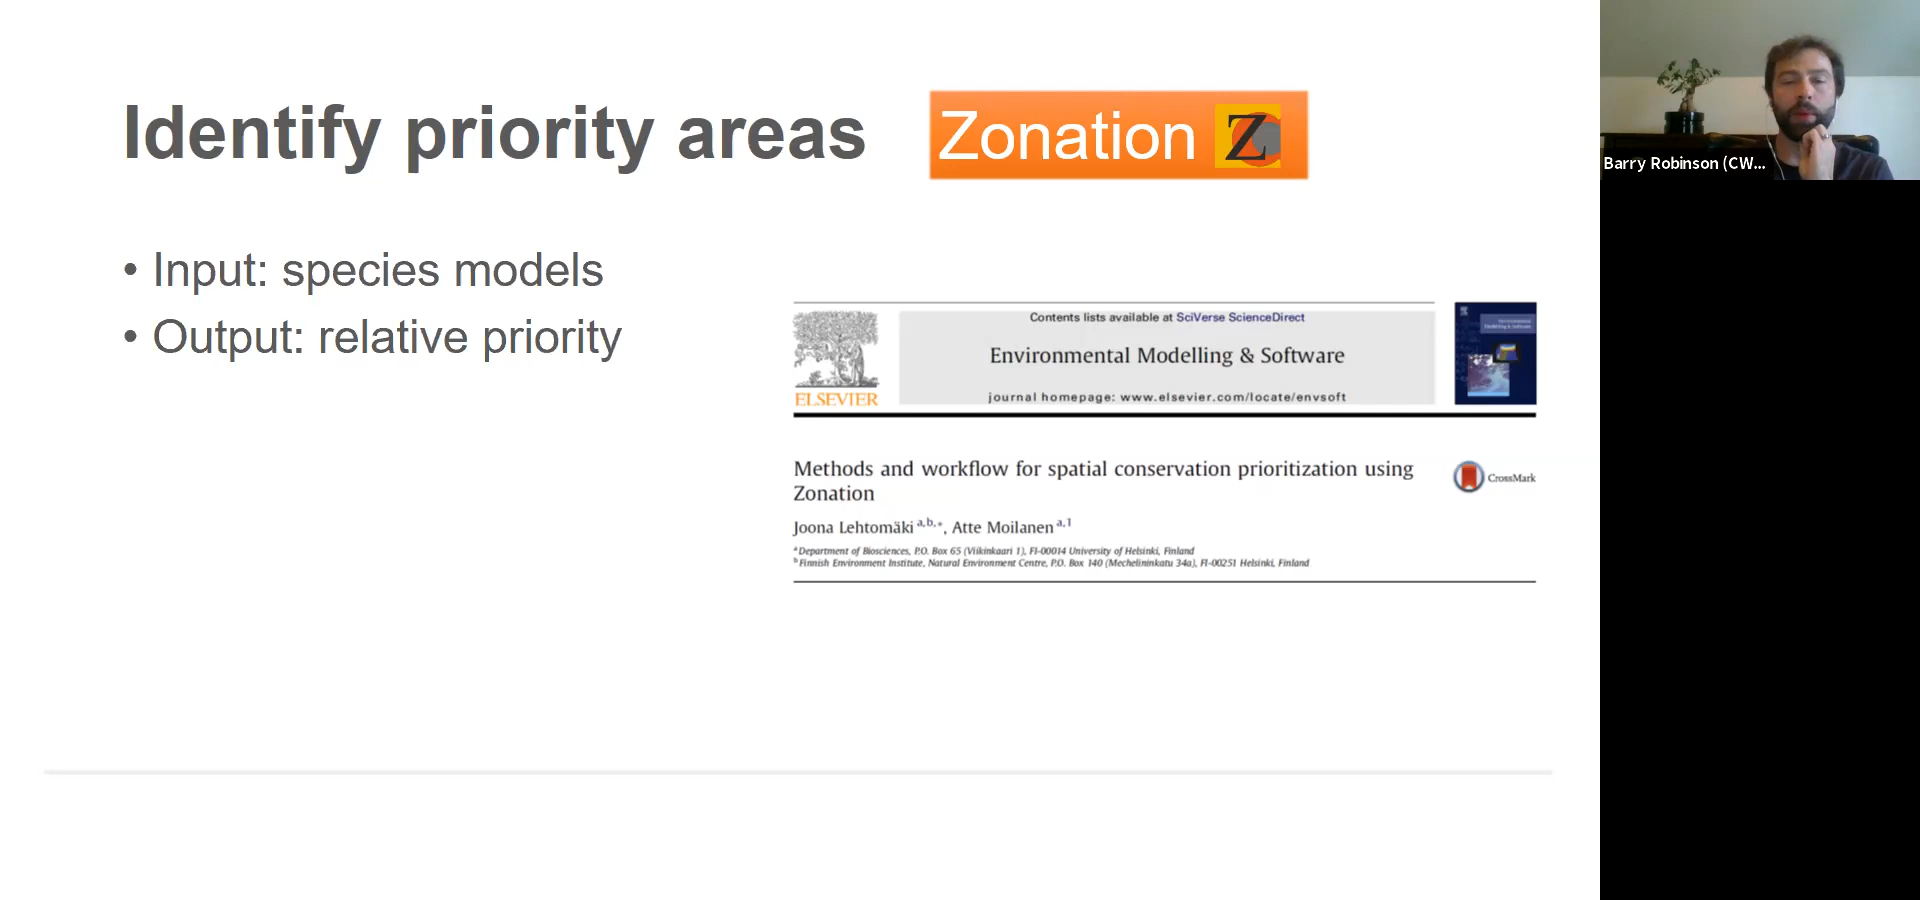 Identify priority areas
Zonation Z
• Input: species models
• Output: relative priority
ELSEVIER
Contents lists available at SciVerse ScienceDirect
Environmental Modelling & Software
journal homepage: www.elsevier.com/locate/envsoft
Methods and workflow for spatial conservation prioritization using
Zonation
CrossMark
Joona Lehtomäki a,b,*, Atte Moilanen a,1
a Department of Biosciences, P.O. Box 65 (Viikinkaari 1), FI-00014 University of Helsinki, Finland
b Finnish Environment Institute, Natural Environment Centre, P.O. Box 140 (Mechelininkatu 34a), FI-00251 Helsinki, Finland
Barry Robinson (CW...